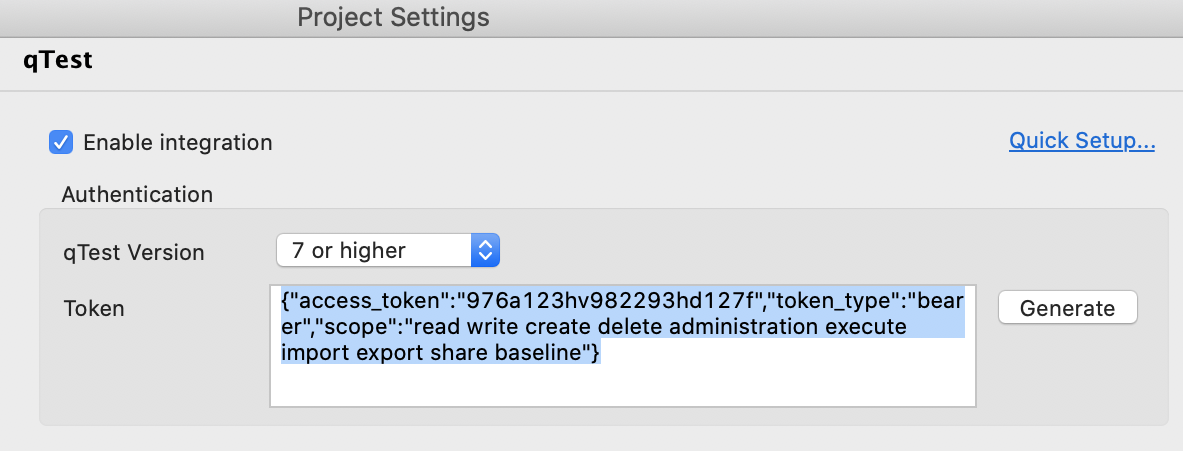 Project Settings
qTest
Enable integration
Quick Setup...
Authentication
qTest Version
7 or higher
Token
{"access_token":"976a123hv982293hd127f","token_type":"bear
er","scope":"read write create delete administration execute
import export share baseline"}
Generate